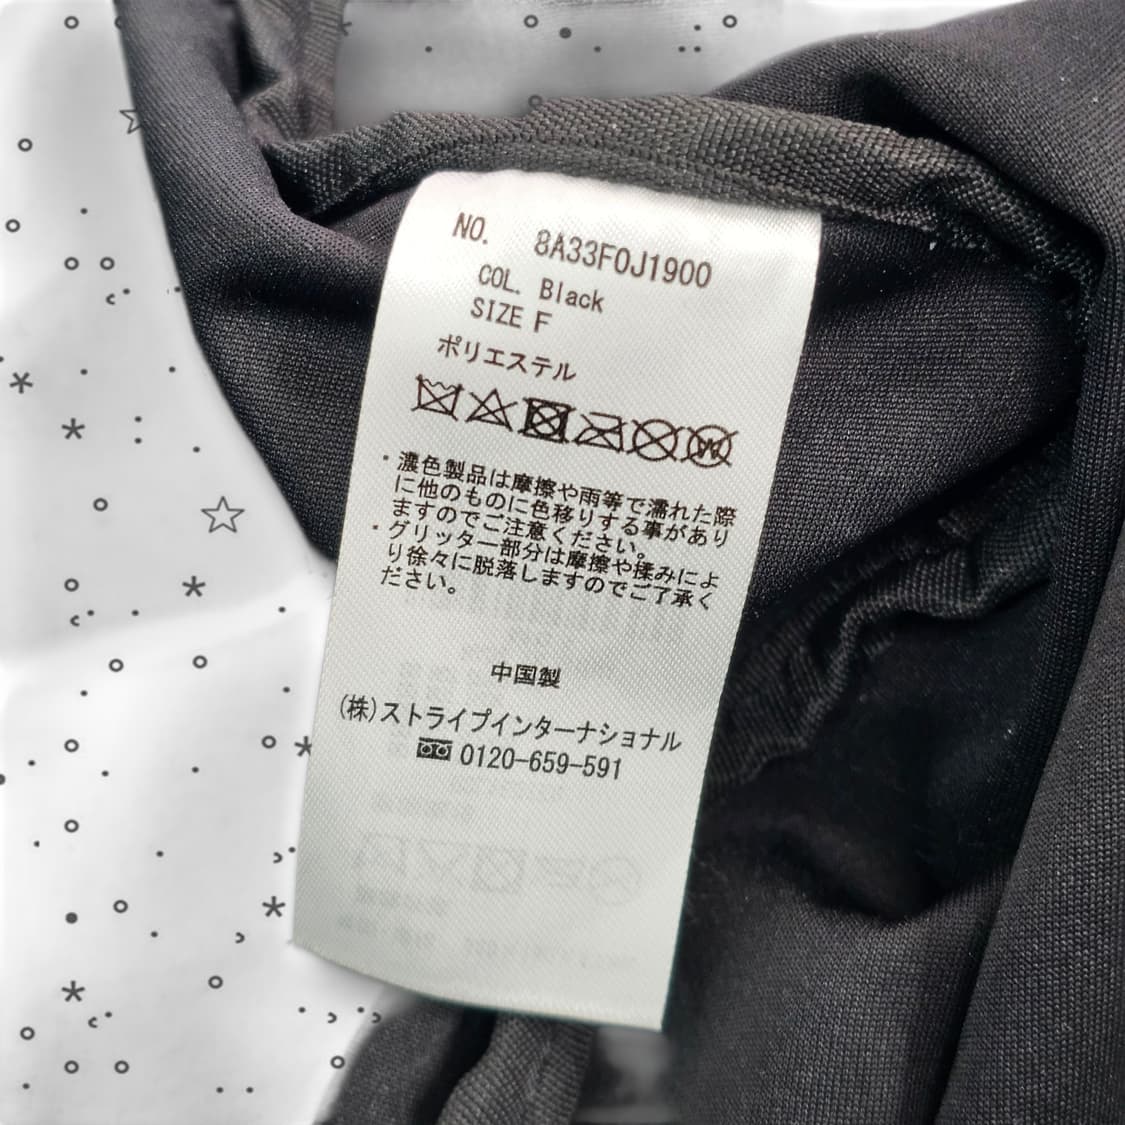 NO. 8A33F0J1900
COL. Black
SIZE F
ポリエステル
・濃色製品は摩擦や雨等で濡れた際
に他のものに色移りする事があり
ますのでご注意ください。
・グリッター部分は摩擦や揉みによ
り徐々に脱落しますのでご了承く
ださい。
中国製
(株)ストライプインターナショナル
0120-659-591